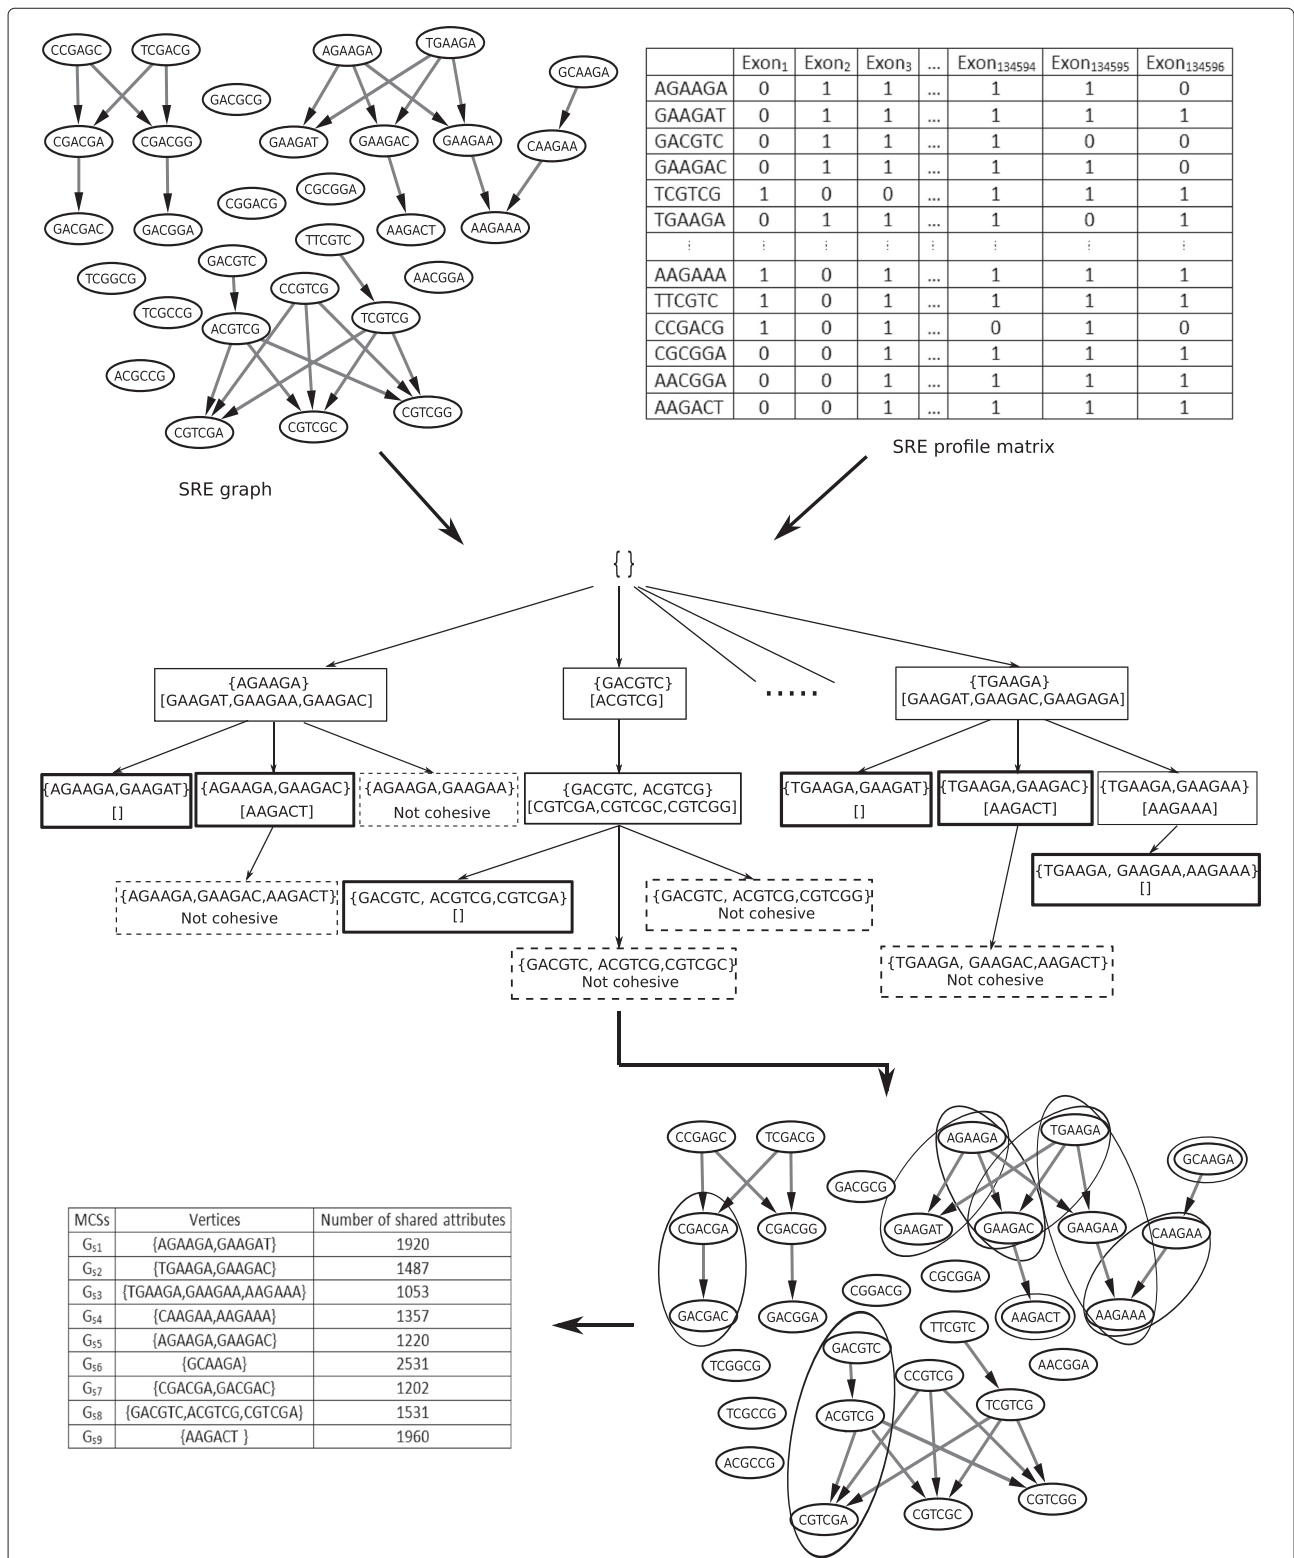 CCGAGC TCGACG AGAAGA TGAAGA
GCAAGA
GACGCG
CGACGA CGACGG GAAGAT GAAGAC GAAGAA CAAGAA
CGGACG CGCGGA
GACGAC GACGGA AAGACT AAGAAA
TTCGTC
GACGTC
TCGGCG CCGTCG AACGGA
TCGCCG ACGTCG TCGTCG
ACGCCG
CGTCGA CGTCGC CGTCGG
SRE graph
Exon1 Exon2 Exon3 ... Exon134594 Exon134595 Exon134596
AGAAGA 0 1 1 ... 1 1 0
GAAGAT 0 1 1 ... 1 1 1
GACGTC 0 1 1 ... 1 0 0
GAAGAC 0 1 1 ... 1 1 0
TCGTCG 1 0 0 ... 1 1 1
TGAAGA 0 1 1 ... 1 0 1
⋮ ⋮ ⋮ ⋮ ⋮ ⋮ ⋮ ⋮
AAGAAA 1 0 1 ... 1 1 1
TTCGTC 1 0 1 ... 1 1 1
CCGACG 1 0 1 ... 0 1 0
CGCGGA 0 0 1 ... 1 1 1
AACGGA 0 0 1 ... 1 1 1
AAGACT 0 0 1 ... 1 1 1
SRE profile matrix
{ }
{AGAAGA}
[GAAGAT,GAAGAA,GAAGAC]
{GACGTC}
[ACGTCG]
.....
{TGAAGA}
[GAAGAT,GAAGAC,GAAGAGA]
{AGAAGA,GAAGAT}
[]
{AGAAGA,GAAGAC}
[AAGACT]
{AGAAGA,GAAGAA}
Not cohesive
{GACGTC, ACGTCG}
[CGTCGA,CGTCGC,CGTCGG]
{TGAAGA,GAAGAT}
[]
{TGAAGA,GAAGAC}
[AAGACT]
{TGAAGA,GAAGAA}
[AAGAAA]
{AGAAGA,GAAGAC,AAGACT}
Not cohesive
{GACGTC, ACGTCG,CGTCGA}
[]
{GACGTC, ACGTCG,CGTCGG}
Not cohesive
{TGAAGA, GAAGAA,AAGAAA}
[]
{GACGTC, ACGTCG,CGTCGC}
Not cohesive
{TGAAGA, GAAGAC,AAGACT}
Not cohesive
MCSs Vertices Number of shared attributes
Gs1 {AGAAGA,GAAGAT} 1920
Gs2 {TGAAGA,GAAGAC} 1487
Gs3 {TGAAGA,GAAGAA,AAGAAA} 1053
Gs4 {CAAGAA,AAGAAA} 1357
Gs5 {AGAAGA,GAAGAC} 1220
Gs6 {GCAAGA} 2531
Gs7 {CGACGA,GACGAC} 1202
Gs8 {GACGTC,ACGTCG,CGTCGA} 1531
Gs9 {AAGACT } 1960
CCGAGC TCGACG AGAAGA TGAAGA
GCAAGA
GACGCG
CGACGA CGACGG GAAGAT GAAGAC GAAGAA CAAGAA
CGGACG CGCGGA
GACGAC GACGGA AAGACT AAGAAA
TTCGTC
GACGTC
TCGGCG CCGTCG AACGGA
TCGCCG ACGTCG TCGTCG
ACGCCG
CGTCGA CGTCGC CGTCGG